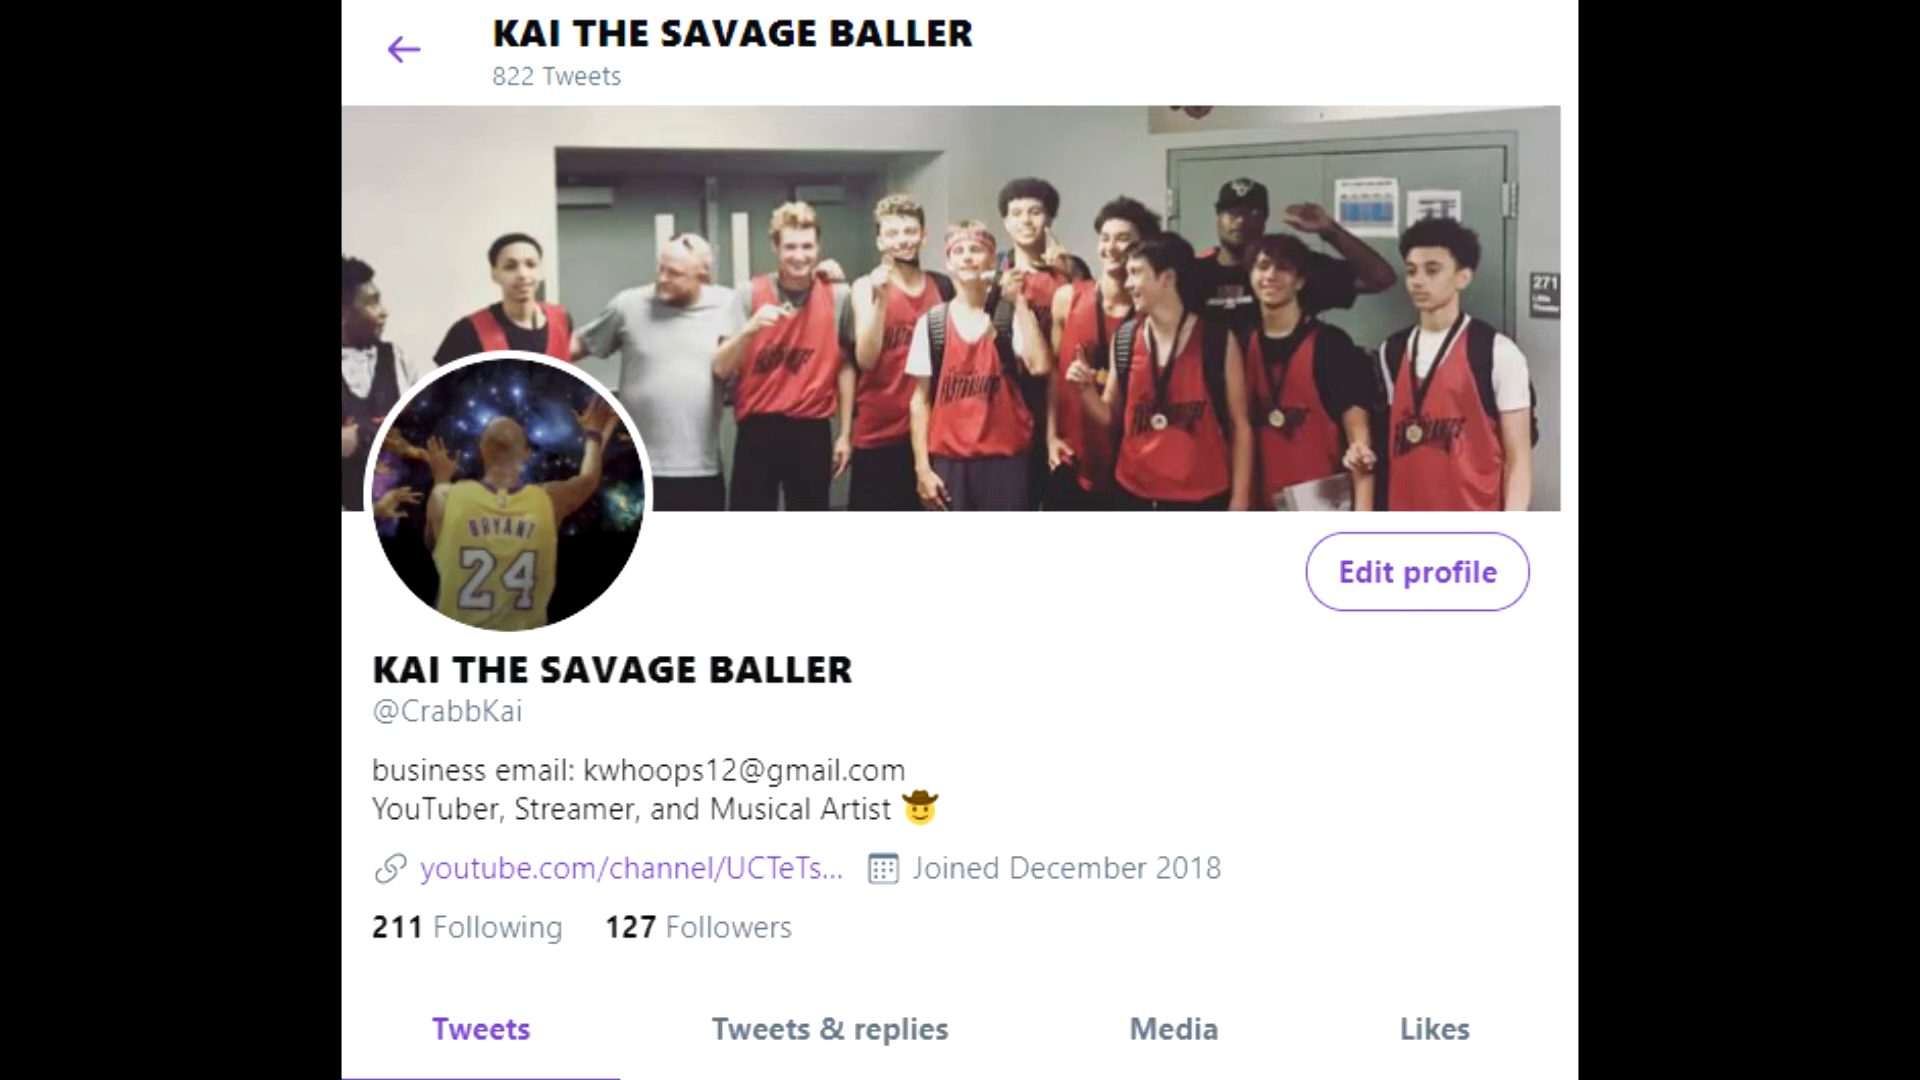 KAI THE SAVAGE BALLER
822 Tweets
271
BRYANT
24
Edit profile
KAI THE SAVAGE BALLER
@CrabbKai
business email: kwhoops12@gmail.com
YouTuber, Streamer, and Musical Artist 🤠
youtube.com/channel/UCTeTs... Joined December 2018
211 Following 127 Followers
Tweets Tweets & replies Media Likes